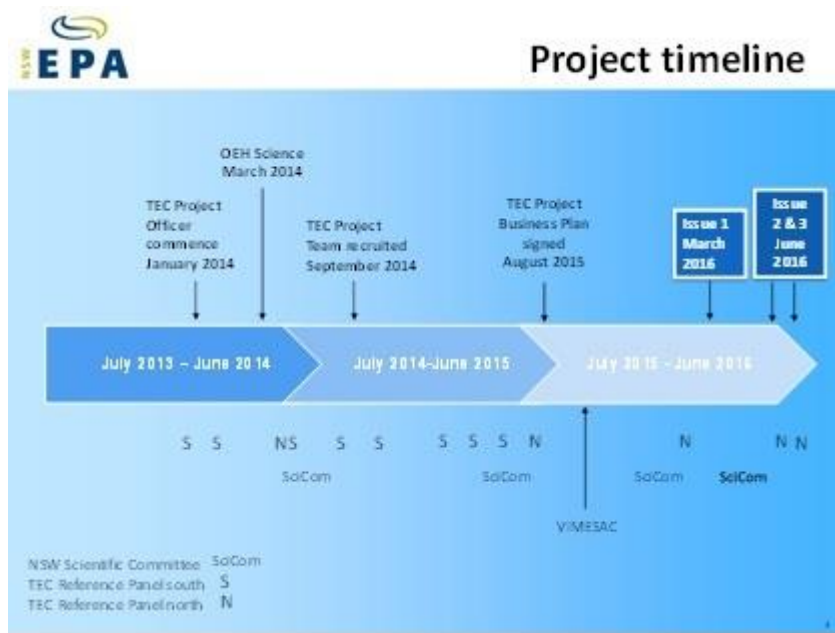 NSW
EPA
Project timeline
OEH Science
March 2014
TEC Project
Officer
commence
January 2014
TEC Project
Team recruited
September 2014
TEC Project
Business Plan
signed
August 2015
Issue 1
March
2016
Issue
2 & 3
June
2016
July 2013 – June 2014
July 2014-June 2015
July 2015 - June 2016
S S NS S S S S S N N N N
SciCom SciCom SciCom SciCom
VIMESAC
NSW Scientific Committee SciCom
TEC Reference Panel south S
TEC Reference Panel north N